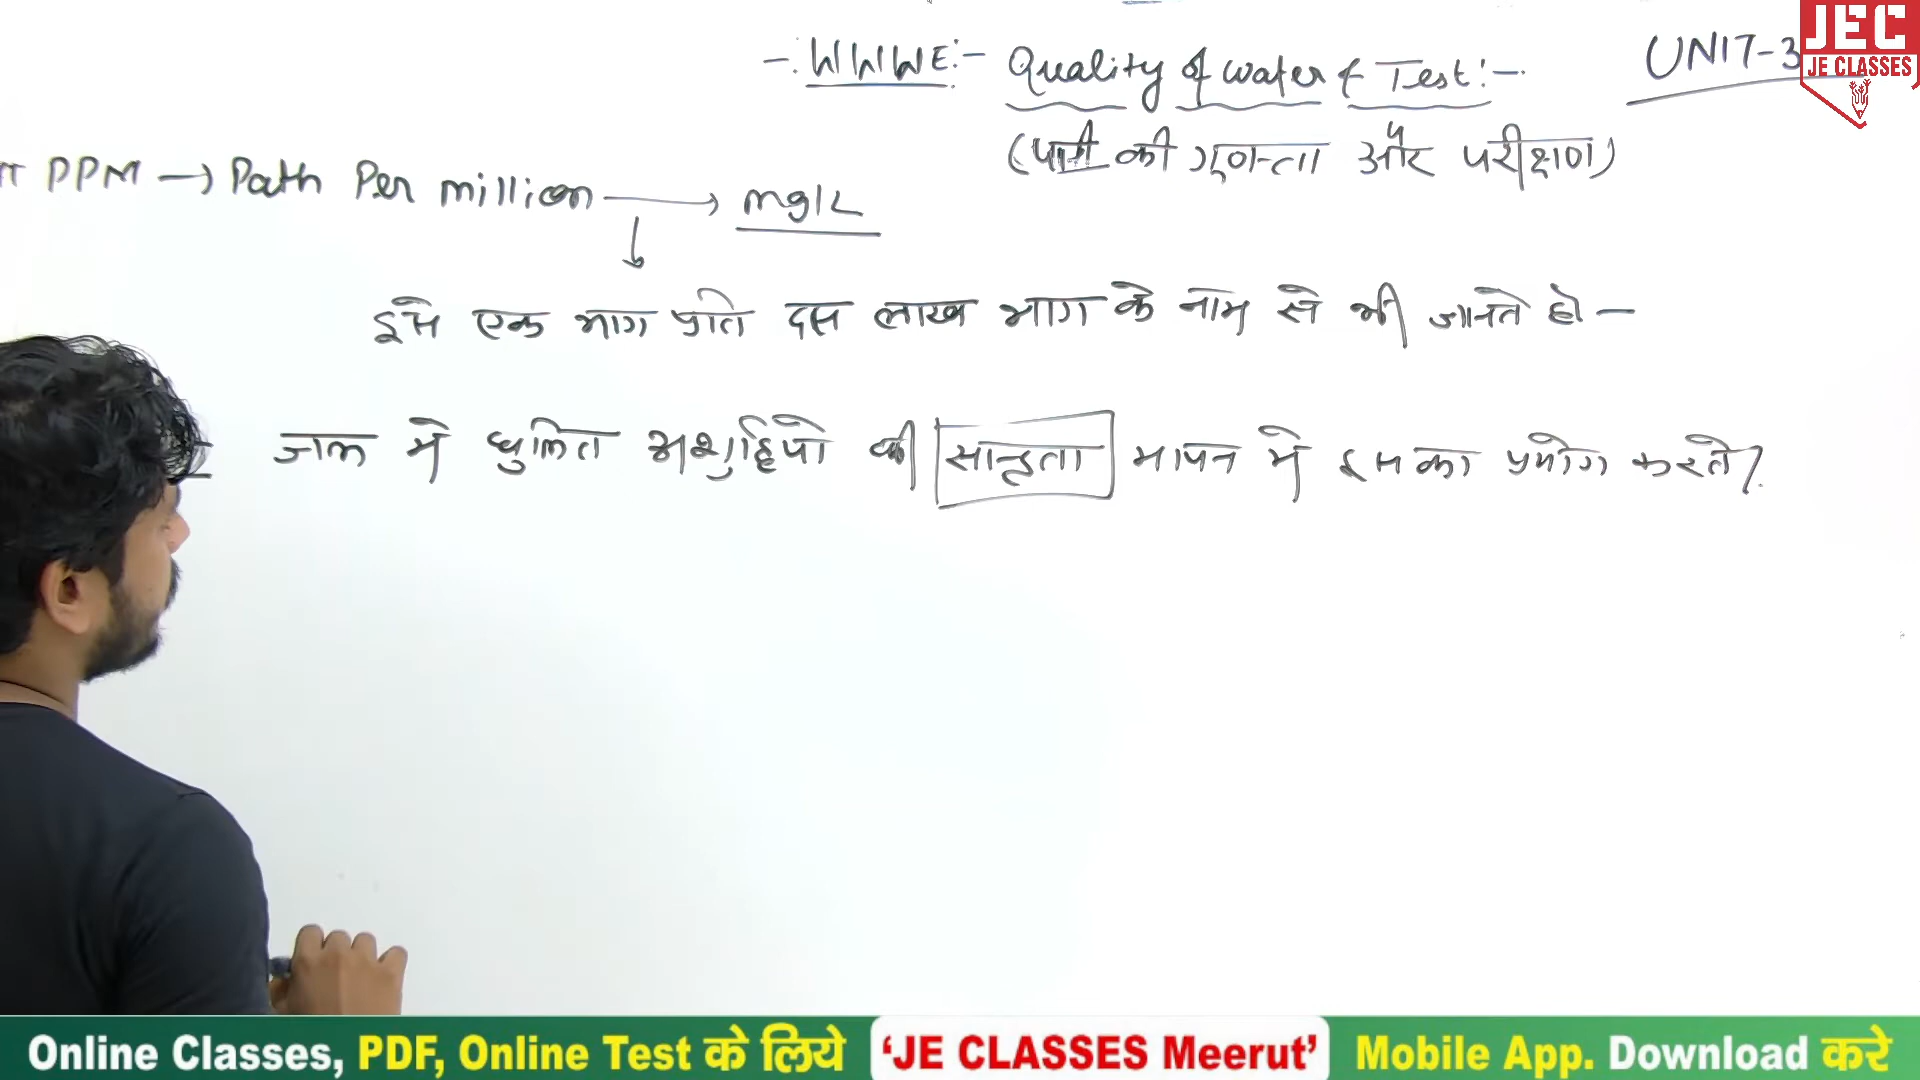 -: WWWE :- Quality of water & Test :-
UNIT-3
JEC
JE CLASSES
(पानी की गुणन्ता और परीक्षण)
PPM → Path Per million → mg/L
इसे एक भाग प्रति दस लाख भाग के नाम से भी जानते हो -
जल मे घुलित अशुद्धियो की सान्द्रता मापन मे इसका प्रयोग करते।
Online Classes, PDF, Online Test के लिये 'JE CLASSES Meerut' Mobile App. Download करे